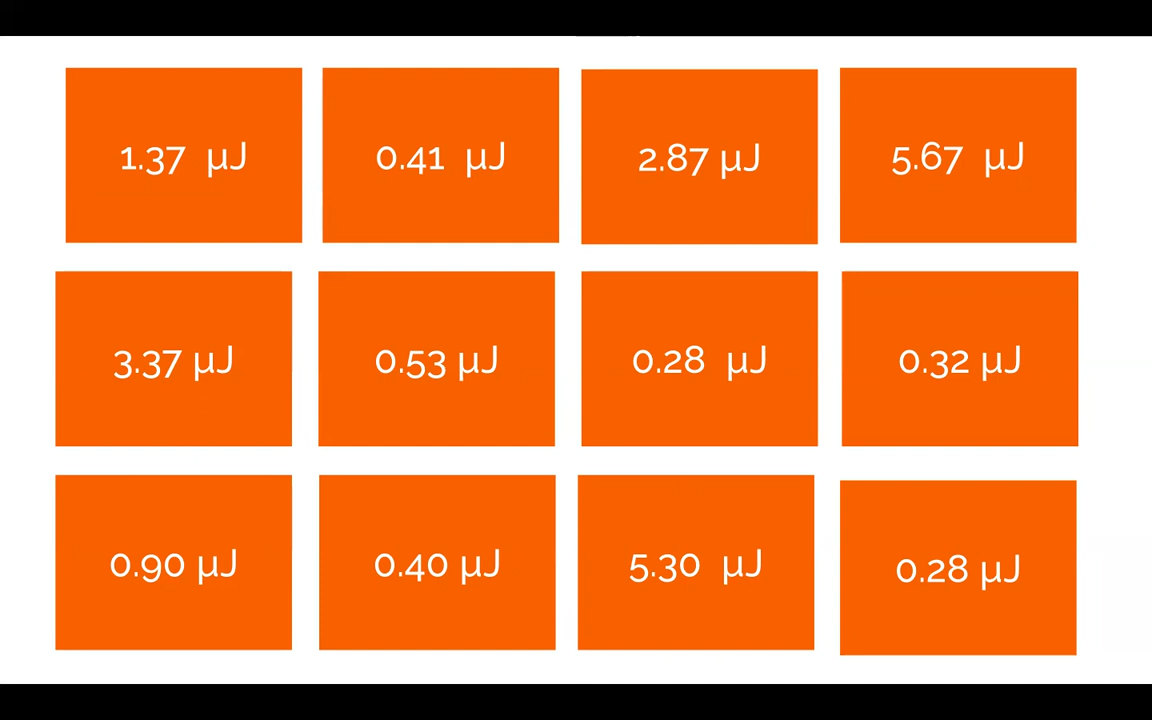 1.37 µJ
0.41 µJ
2.87 µJ
5.67 µJ
3.37 µJ
0.53 µJ
0.28 µJ
0.32 µJ
0.90 µJ
0.40 µJ
5.30 µJ
0.28 µJ